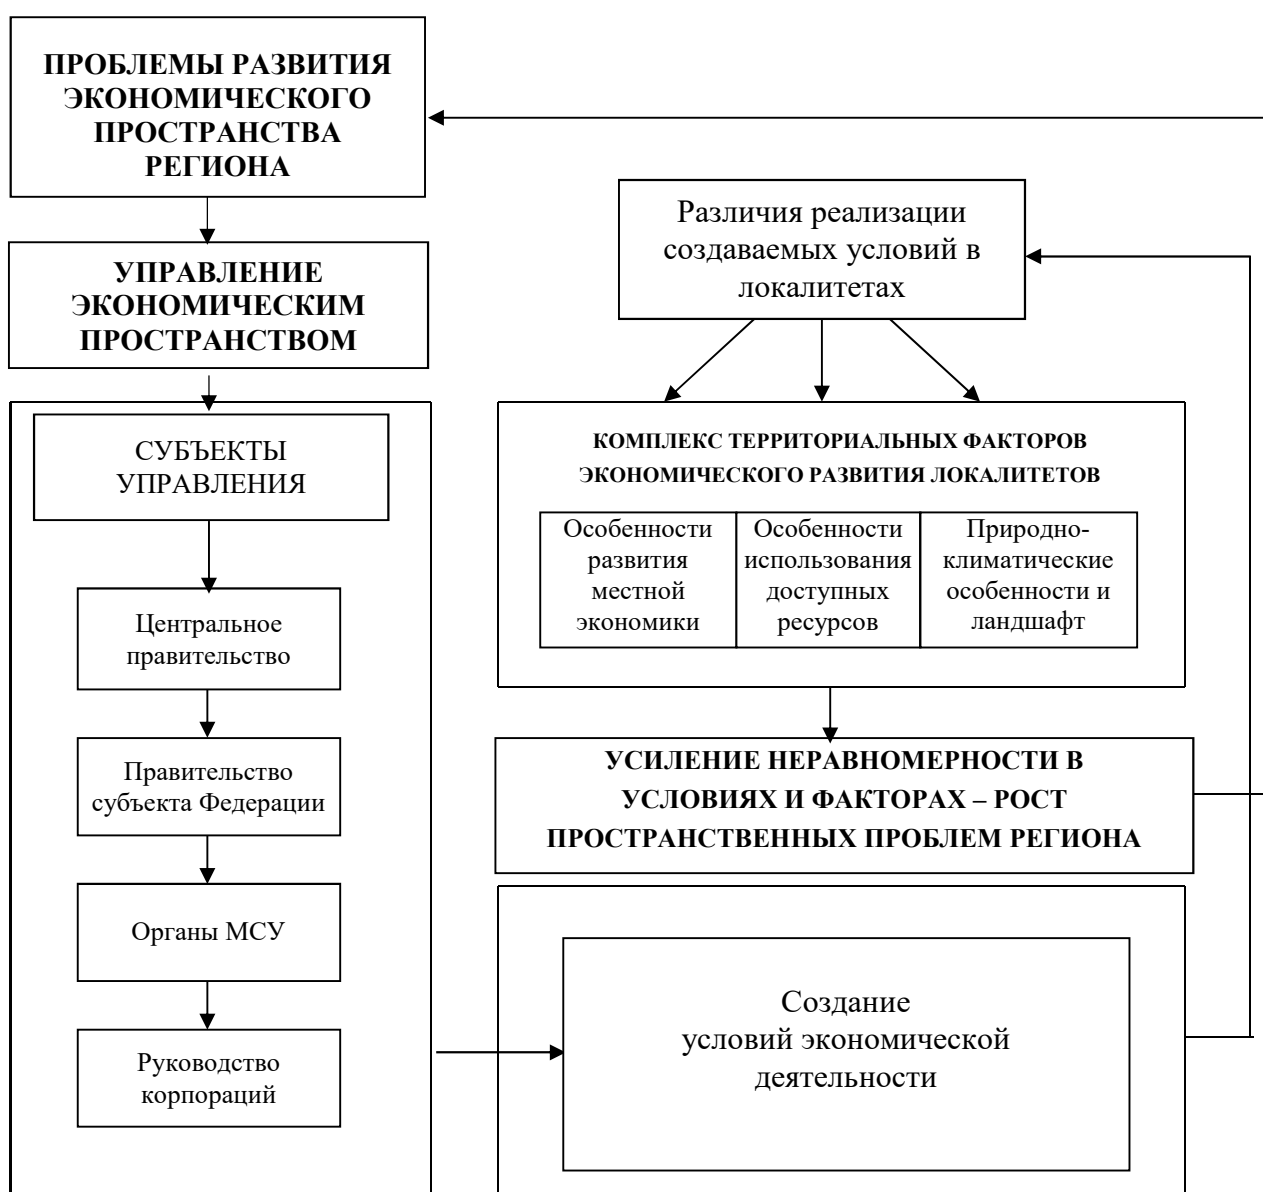 ПРОБЛЕМЫ РАЗВИТИЯ
ЭКОНОМИЧЕСКОГО
ПРОСТРАНСТВА
РЕГИОНА
УПРАВЛЕНИЕ
ЭКОНОМИЧЕСКИМ
ПРОСТРАНСТВОМ
СУБЪЕКТЫ
УПРАВЛЕНИЯ
Центральное
правительство
Правительство
субъекта Федерации
Органы МСУ
Руководство
корпораций
Различия реализации
создаваемых условий в
локалитетах
КОМПЛЕКС ТЕРРИТОРИАЛЬНЫХ ФАКТОРОВ
ЭКОНОМИЧЕСКОГО РАЗВИТИЯ ЛОКАЛИТЕТОВ
Особенности
развития
местной
экономики
Особенности
использования
доступных
ресурсов
Природно-
климатические
особенности и
ландшафт
УСИЛЕНИЕ НЕРАВНОМЕРНОСТИ В
УСЛОВИЯХ И ФАКТОРАХ – РОСТ
ПРОСТРАНСТВЕННЫХ ПРОБЛЕМ РЕГИОНА
Создание
условий экономической
деятельности